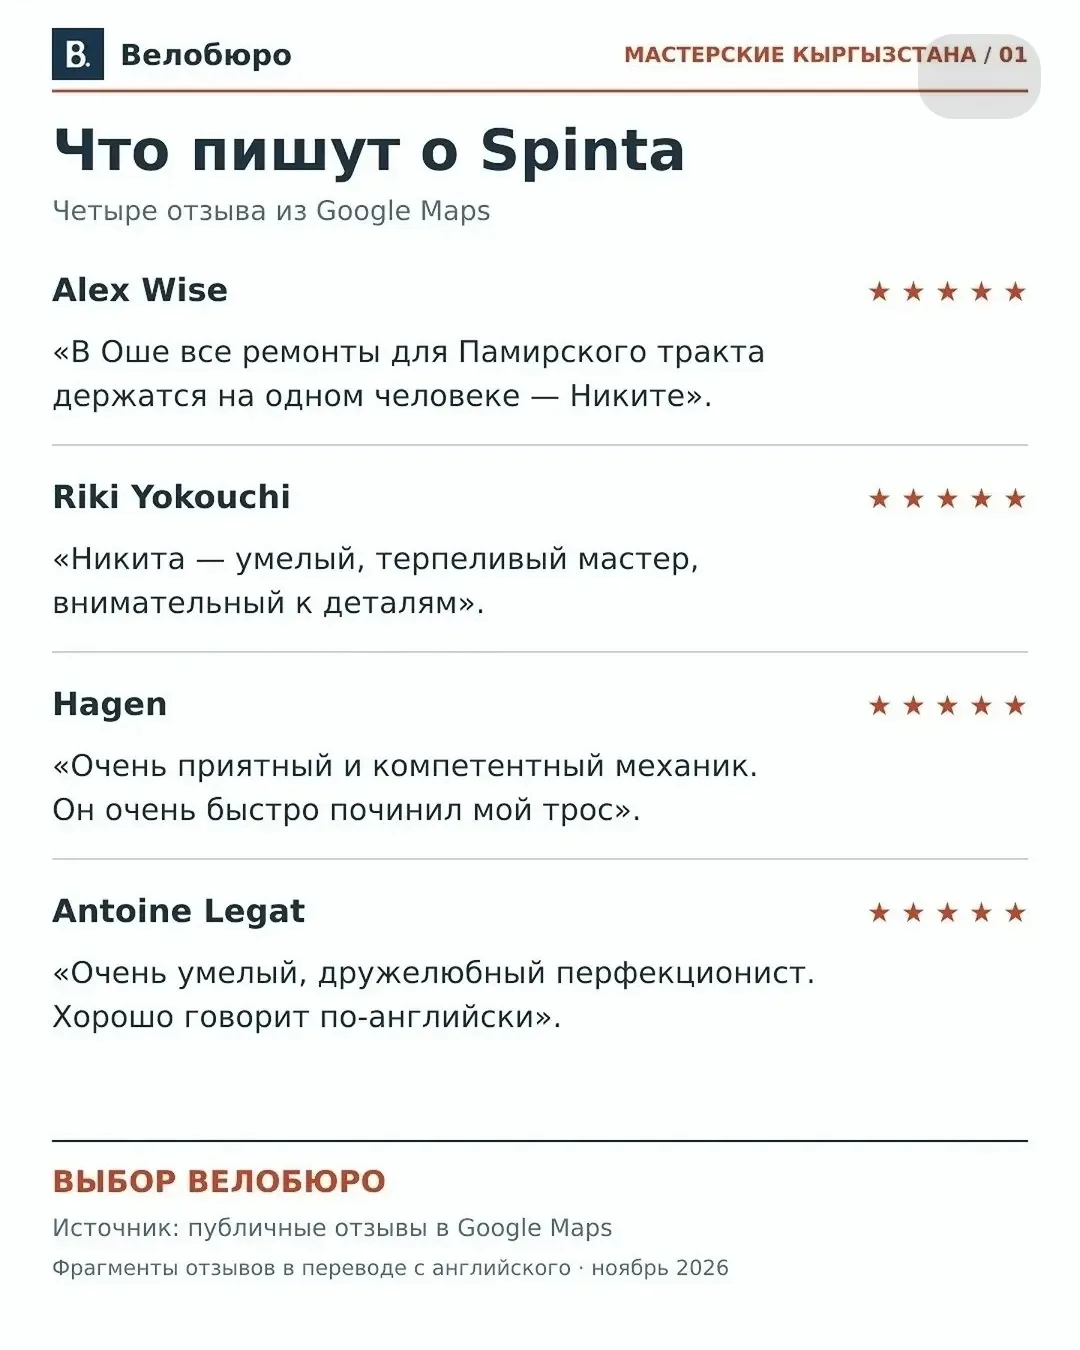 B. Велобюро
МАСТЕРСКИЕ КЫРГЫЗСТАНА / 01
Что пишут о Spinta
Четыре отзыва из Google Maps
Alex Wise ★★★★★
«В Оше все ремонты для Памирского тракта
держатся на одном человеке — Никите».
Riki Yokouchi ★★★★★
«Никита — умелый, терпеливый мастер,
внимательный к деталям».
Hagen ★★★★★
«Очень приятный и компетентный механик.
Он очень быстро починил мой трос».
Antoine Legat ★★★★★
«Очень умелый, дружелюбный перфекционист.
Хорошо говорит по-английски».
ВЫБОР ВЕЛОБЮРО
Источник: публичные отзывы в Google Maps
Фрагменты отзывов в переводе с английского · ноябрь 2026